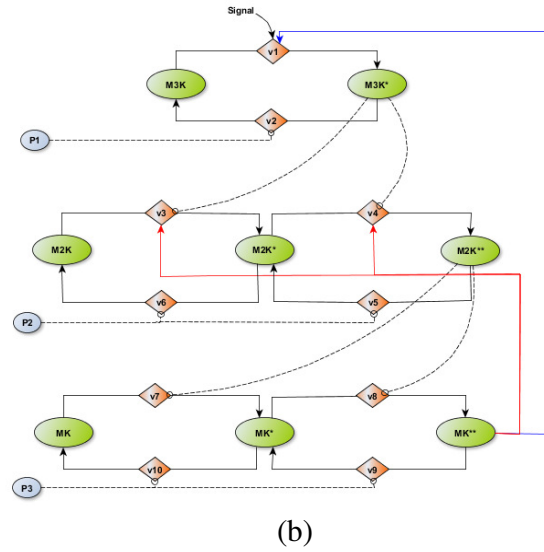 Signal
v1
M3K
M3K*
v2
P1
v3
v4
M2K
M2K*
M2K**
v6
v5
P2
v7
v8
MK
MK*
MK**
v10
v9
P3
(b)